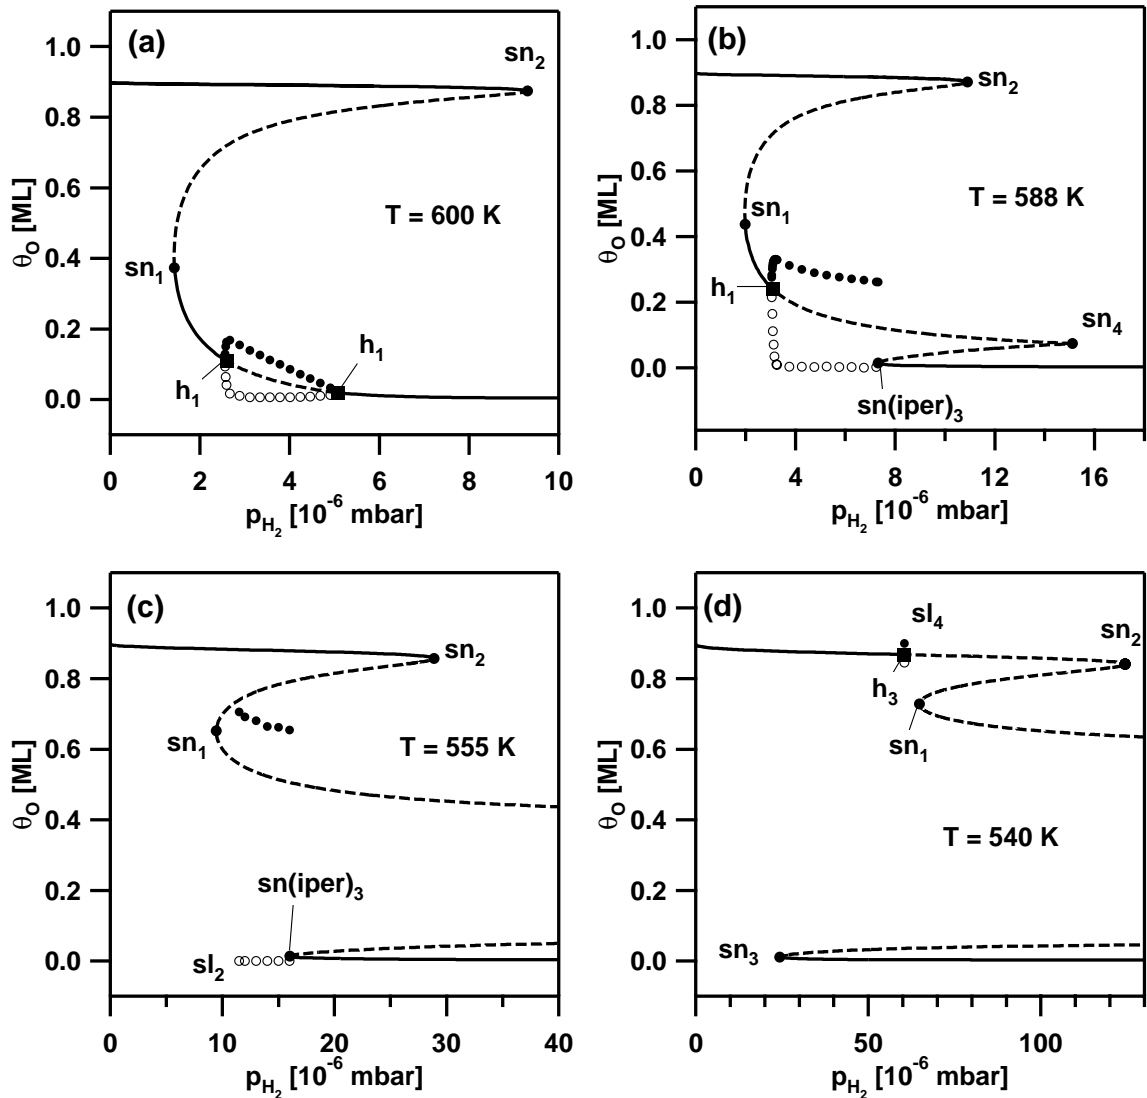 (a)
sn2
1.0
0.8
0.6
0.4
0.2
0.0
θO [ML]
T = 600 K
sn1
h1
h1
0 2 4 6 8 10
pH2 [10-6 mbar]
(b)
sn2
1.0
0.8
0.6
0.4
0.2
0.0
θO [ML]
T = 588 K
sn1
h1
sn4
sn(iper)3
0 4 8 12 16
pH2 [10-6 mbar]
(c)
sn2
1.0
0.8
0.6
0.4
0.2
0.0
θO [ML]
sn1
T = 555 K
sn(iper)3
sl2
0 10 20 30 40
pH2 [10-6 mbar]
(d)
sl4
sn2
1.0
0.8
0.6
0.4
0.2
0.0
θO [ML]
h3
sn1
T = 540 K
sn3
0 50 100
pH2 [10-6 mbar]